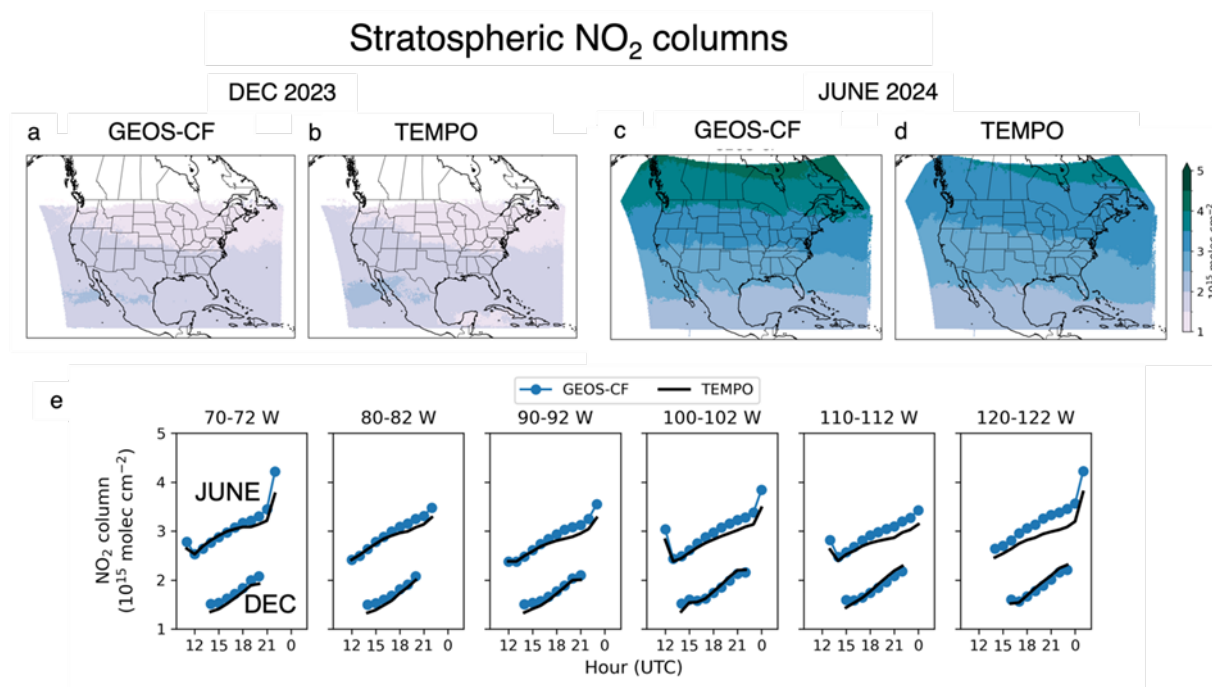 Stratospheric NO₂ columns
DEC 2023
JUNE 2024
a
GEOS-CF
b
TEMPO
c
GEOS-CF
d
TEMPO
5
4
3
2
1
10¹⁵ molec cm⁻²
e
GEOS-CF
TEMPO
70-72 W
80-82 W
90-92 W
100-102 W
110-112 W
120-122 W
NO₂ column
(10¹⁵ molec cm⁻²)
5
4
3
2
1
JUNE
DEC
12 15 18 21 0
12 15 18 21 0
12 15 18 21 0
12 15 18 21 0
12 15 18 21 0
12 15 18 21 0
Hour (UTC)